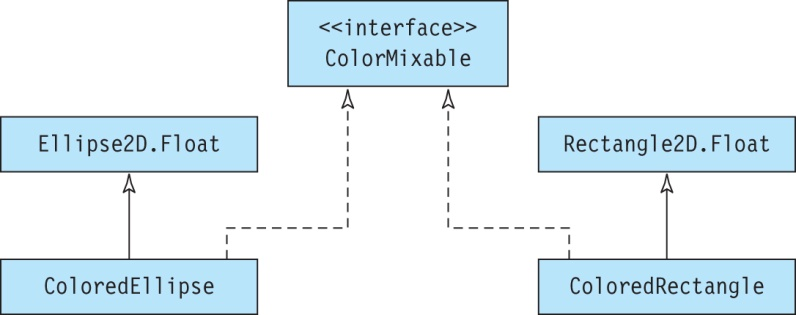 <<interface>>
ColorMixable
Ellipse2D.Float
Rectangle2D.Float
ColoredEllipse
ColoredRectangle